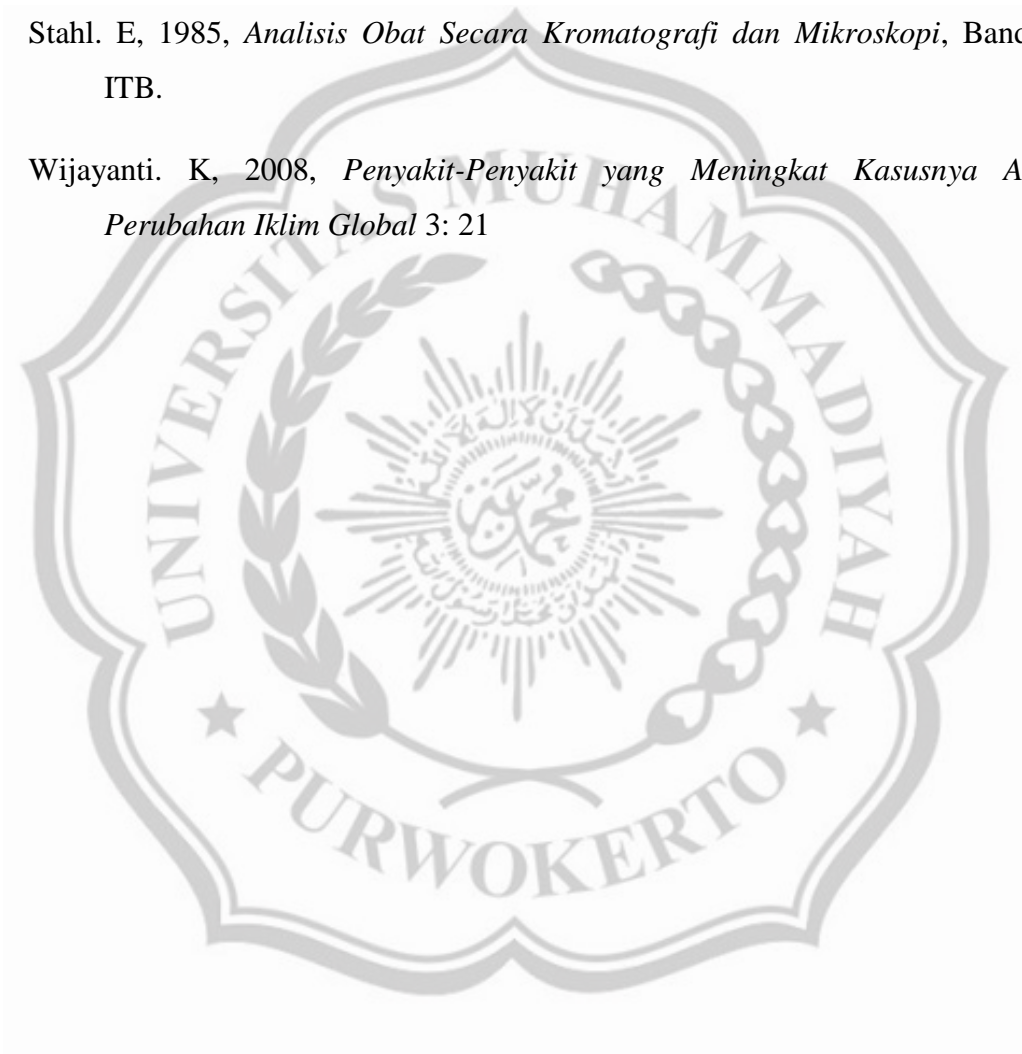 Stahl. E, 1985, Analisis Obat Secara Kromatografi dan Mikroskopi,
ITB.
Wijayanti. K, 2008, Penyakit-Penyakit yang Meningkat Kasusnya
Perubahan Iklim Global 3: 21
UNIVERSITAS MUHAMMADIYAH
محمد
PURWOKERTO